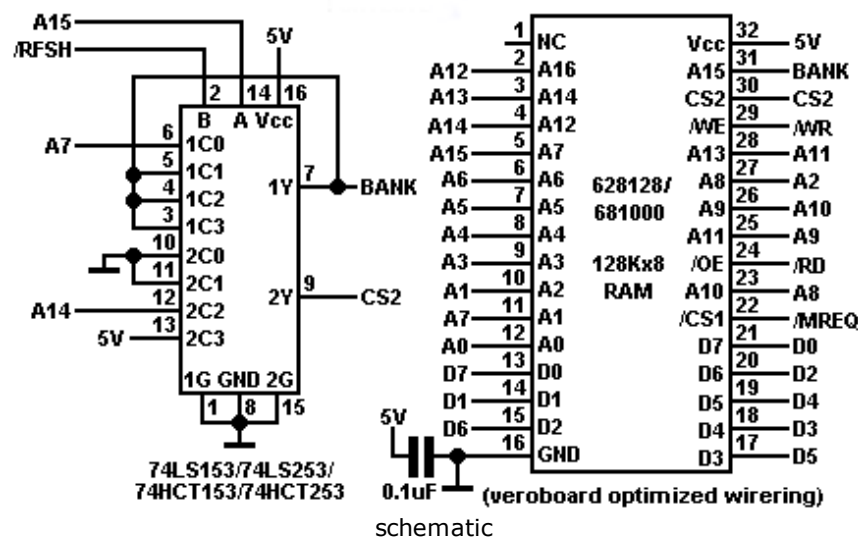 A15
/RFSH
5V
2 14 16
B A Vcc
A7 6 1C0
5 1C1
4 1C2
3 1C3
10 2C0
11 2C1
A14 12 2C2
5V 13 2C3
1Y 7 BANK
2Y 9 CS2
1G GND 2G
1 8 15
74LS153/74LS253/
74HCT153/74HCT253
1 NC Vcc 32 5V
A12 2 A16 A15 31 BANK
A13 3 A14 CS2 30 CS2
A14 4 A12 /WE 29 /WR
A15 5 A7 A13 28 A11
A6 6 A6 A8 27 A2
A5 7 A5 A9 26 A10
A4 8 A4 A11 25 A9
A3 9 A3 /OE 24 /RD
A1 10 A2 A10 23 A8
A7 11 A1 /CS1 22 /MREQ
A0 12 A0 D7 21 D0
D7 13 D0 D6 20 D2
D1 14 D1 D5 19 D4
D6 15 D2 D4 18 D3
16 GND D3 17 D5
628128/
681000
128Kx8
RAM
5V
0.1uF
(veroboard optimized wirering)
schematic